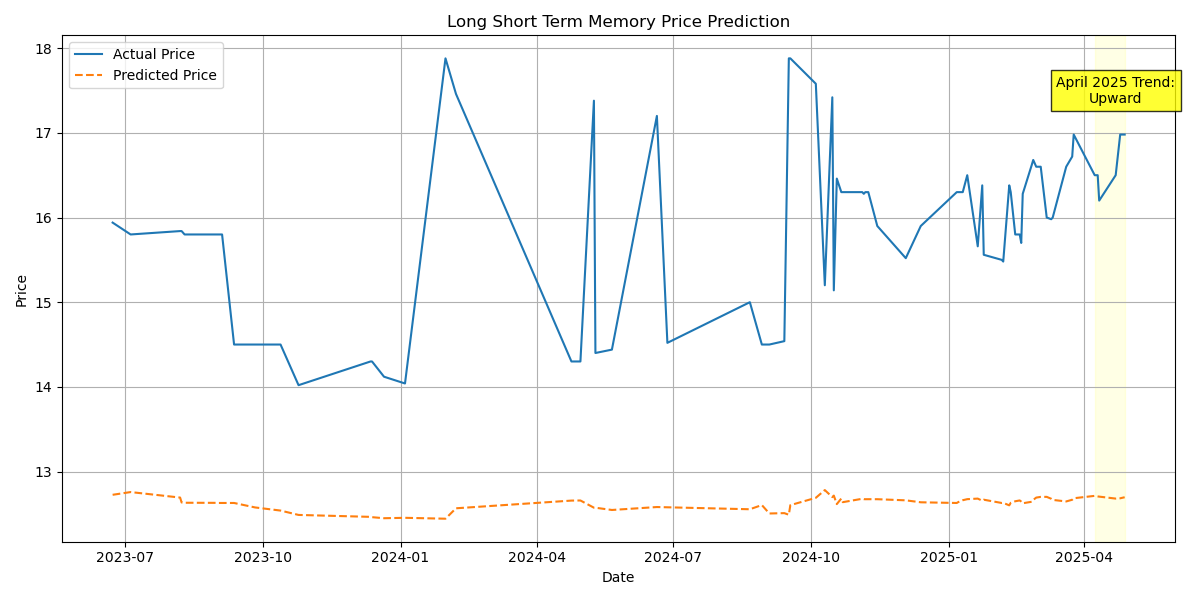 Long Short Term Memory Price Prediction
Actual Price
Predicted Price
April 2025 Trend:
Upward
18
17
16
15
14
13
Price
2023-07
2023-10
2024-01
2024-04
2024-07
2024-10
2025-01
2025-04
Date